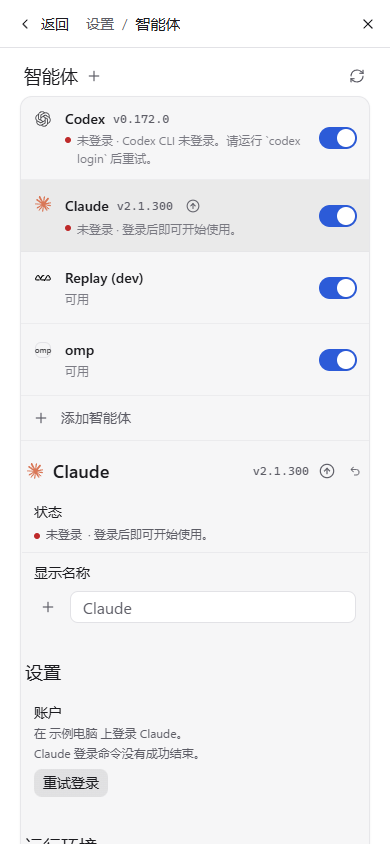 返回 设置 / 智能体
智能体
Codex v0.172.0
未登录 · Codex CLI 未登录。请运行 `codex
login` 后重试。
Claude v2.1.300
未登录 · 登录后即可开始使用。
Replay (dev)
可用
omp omp
可用
添加智能体
Claude v2.1.300
状态
未登录 · 登录后即可开始使用。
显示名称
Claude
设置
账户
在 示例电脑 上登录 Claude。
Claude 登录命令没有成功结束。
重试登录
运行环境